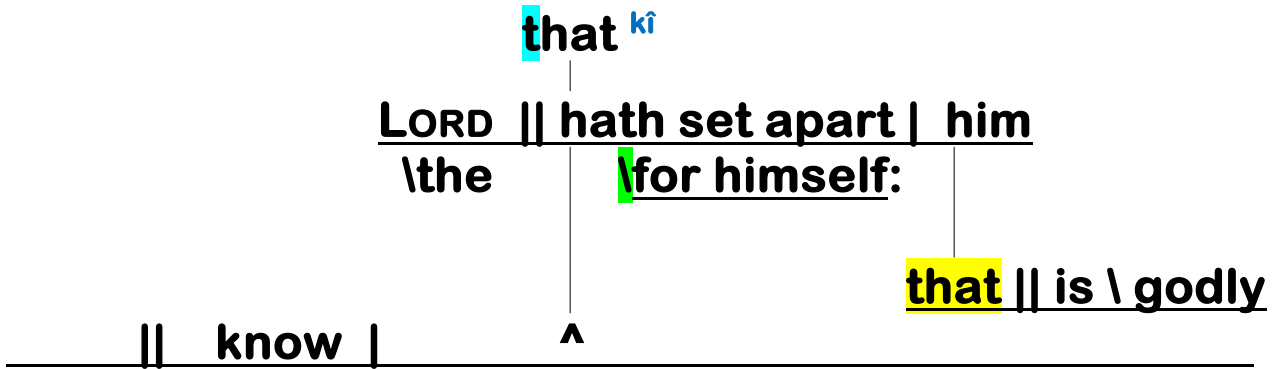 that kî
LORD || hath set apart | him
\the \for himself:
that || is \ godly
|| know | ^